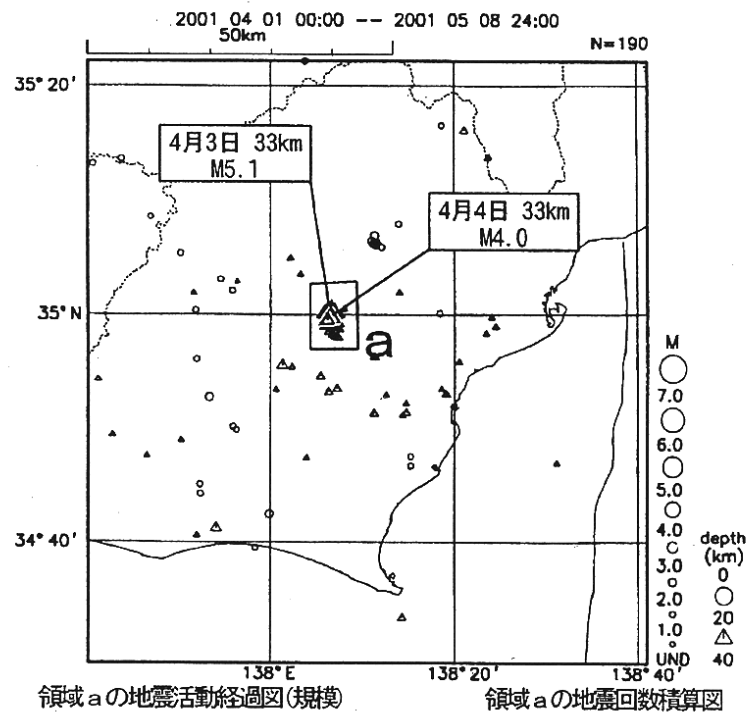 2001 04 01 00:00 -- 2001 05 08 24:00
50km
N=190
35°20'
4月3日 33km
M5.1
4月4日 33km
M4.0
35°N
a
M
7.0
6.0
5.0
4.0
3.0
2.0
1.0
UND
depth
(km)
0
20
40
34°40'
138°E
138°20'
138°40'
領域aの地震活動経過図(規模)
領域aの地震回数積算図